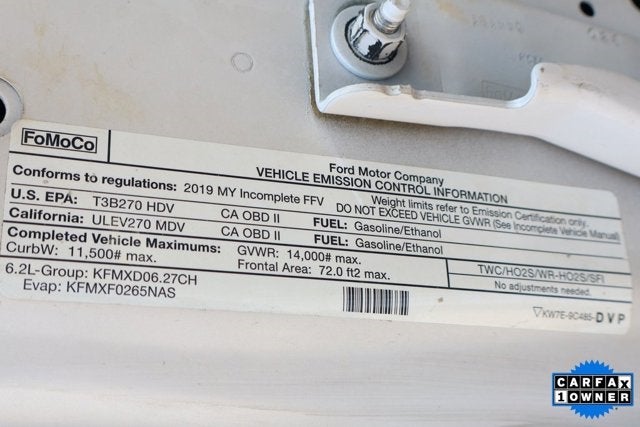 FoMoCo
Ford Motor Company
VEHICLE EMISSION CONTROL INFORMATION
Conforms to regulations: 2019 MY Incomplete FFV
Weight limits refer to Emission Certification only.
DO NOT EXCEED VEHICLE GVWR (See Incomplete Vehicle Manual)
U.S. EPA: T3B270 HDV CA OBD II FUEL: Gasoline/Ethanol
California: ULEV270 MDV CA OBD II FUEL: Gasoline/Ethanol
Completed Vehicle Maximums: GVWR: 14,000# max.
CurbW: 11,500# max. Frontal Area: 72.0 ft2 max.
TWC/HO2S/WR-HO2S/SFI
No adjustments needed.
6.2L-Group: KFMXD06.27CH
Evap: KFMXF0265NAS
KW7E-9C485-DVP
CARFAX
1 OWNER